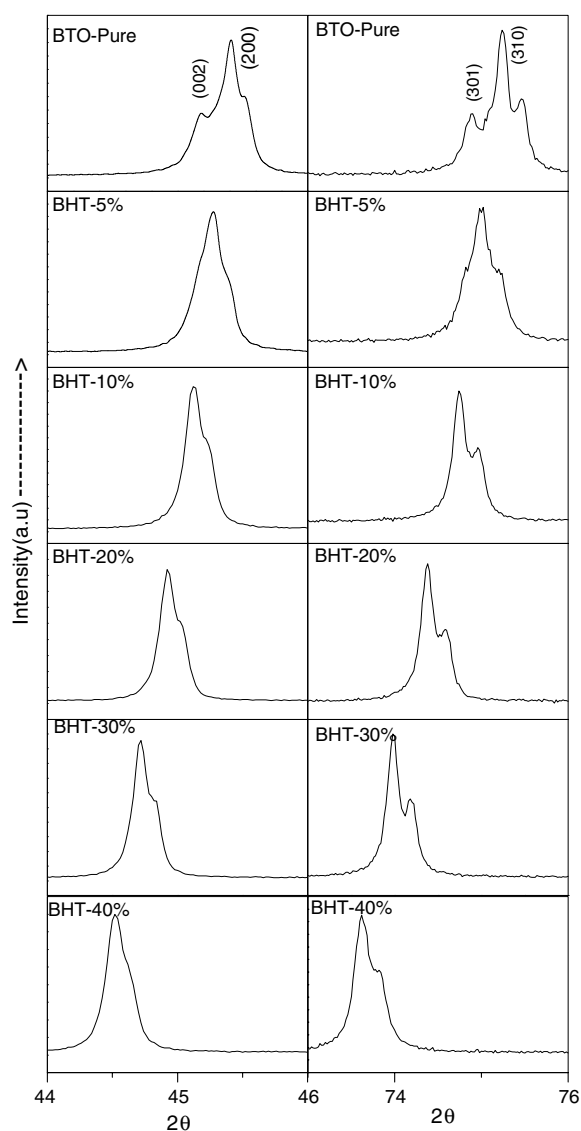 BTO-Pure
(002)
(200)
BTO-Pure
(301)
(310)
BHT-5%
BHT-5%
BHT-10%
BHT-10%
BHT-20%
BHT-20%
BHT-30%
BHT-30%
BHT-40%
BHT-40%
Intensity(a.u) ------------->
44
45
46
74
76
2θ
2θ